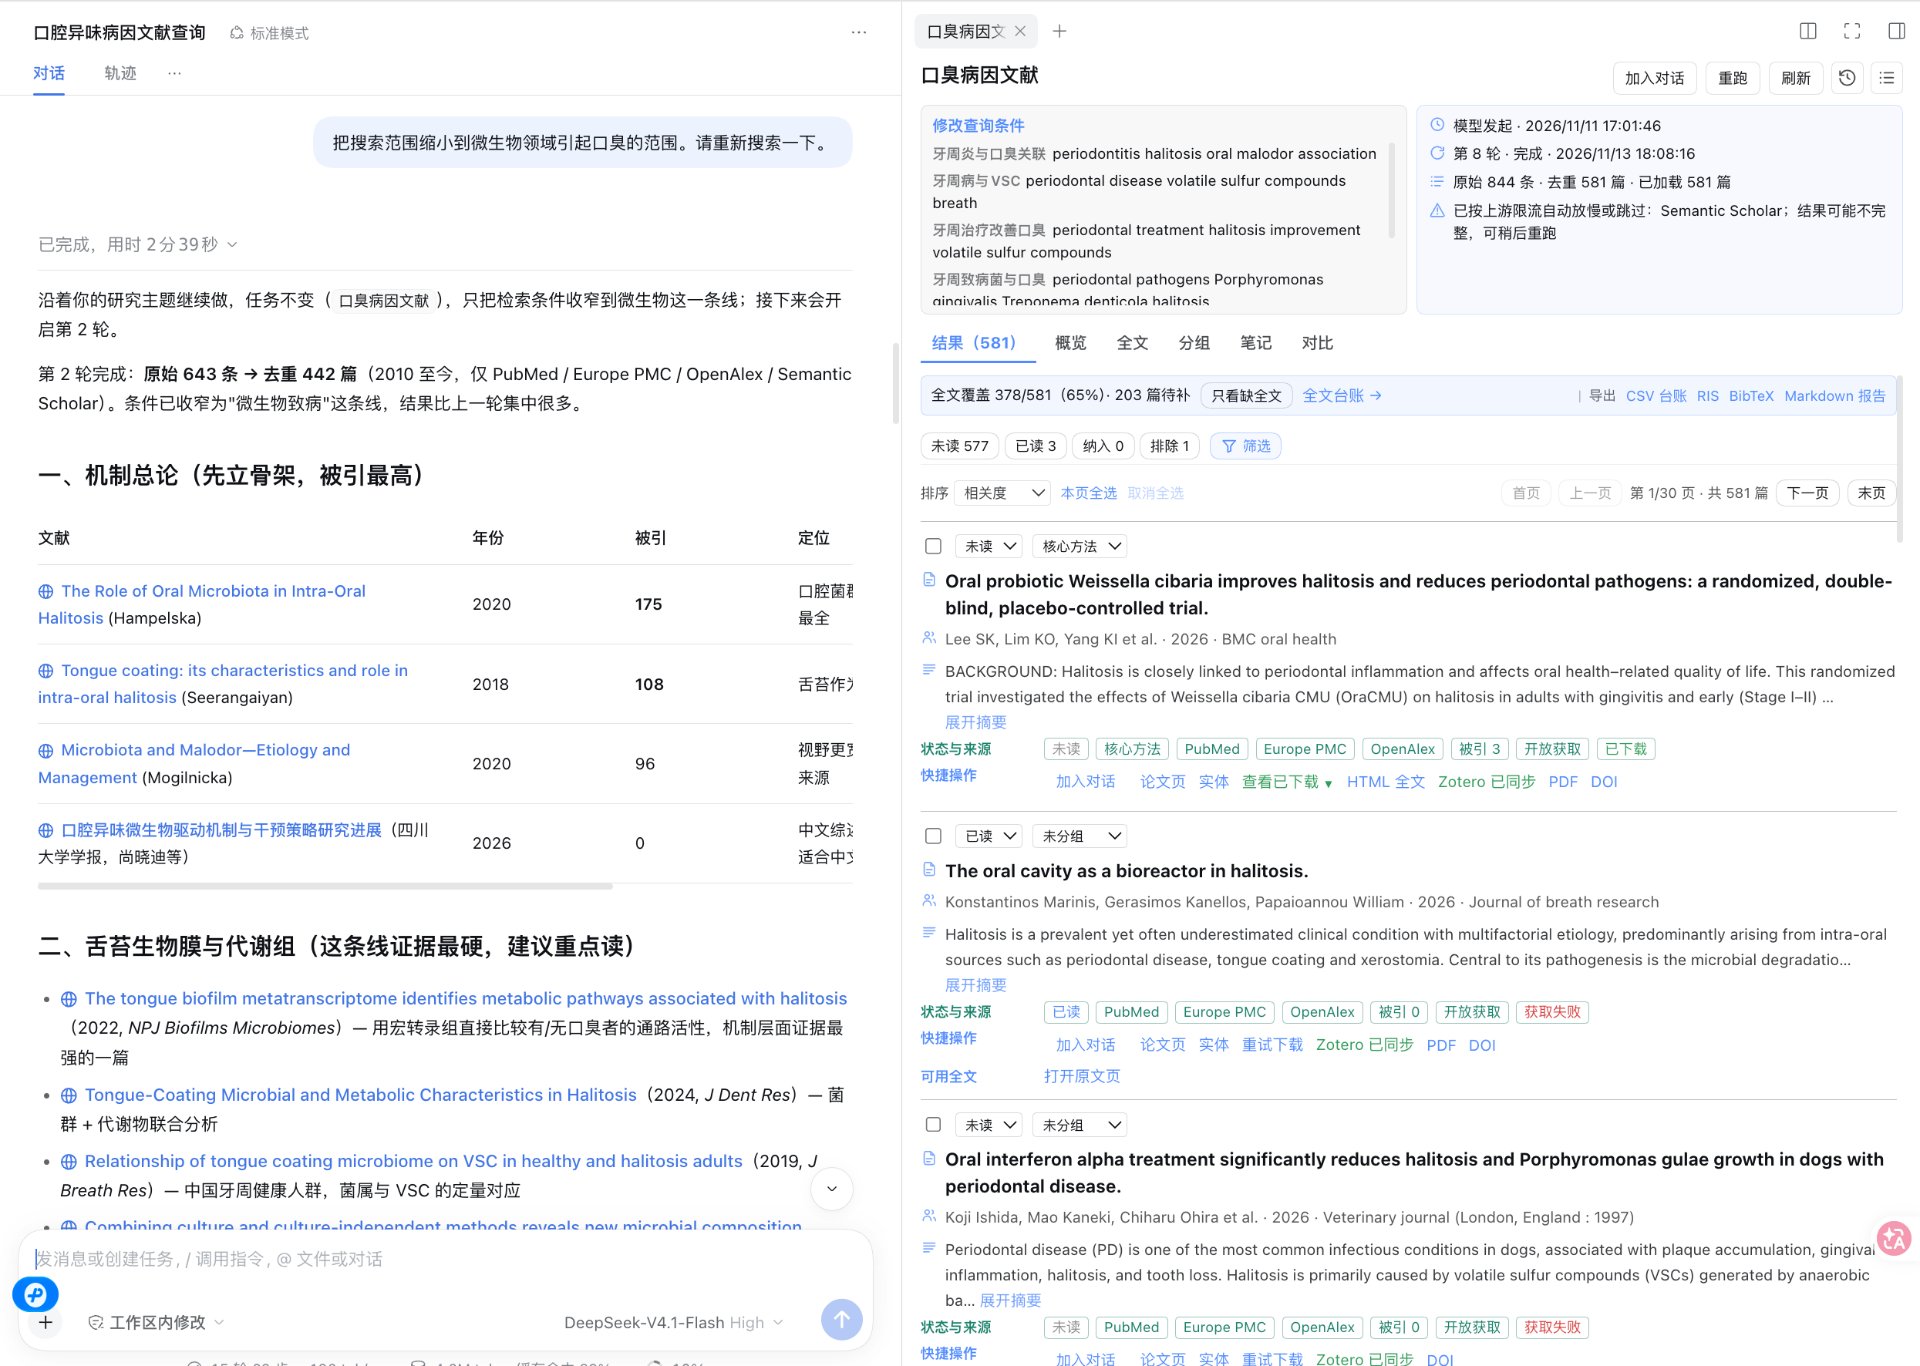 口腔异味病因文献查询 标准模式
对话 轨迹 ...
把搜索范围缩小到微生物领域引起口臭的范围。请重新搜索一下。
已完成，用时 2 分 39 秒
沿着你的研究主题继续做，任务不变（ 口臭病因文献 ），只把检索条件收窄到微生物这一条线；接下来会开
启第 2 轮。
第 2 轮完成：原始 643 条 → 去重 442 篇（2010 至今，仅 PubMed / Europe PMC / OpenAlex / Semantic
Scholar）。条件已收窄为"微生物致病"这条线，结果比上一轮集中很多。
一、机制总论（先立骨架，被引最高）
文献 年份 被引 定位
The Role of Oral Microbiota in Intra-Oral
Halitosis (Hampelska) 2020 175 口腔菌群
最全
Tongue coating: its characteristics and role in
intra-oral halitosis (Seerangaiyan) 2018 108 舌苔作为
Microbiota and Malodor—Etiology and
Management (Mogilnicka) 2020 96 视野更宽
来源
口腔异味微生物驱动机制与干预策略研究进展（四川
大学学报，尚晓迪等） 2026 0 中文综述
适合中文
二、舌苔生物膜与代谢组（这条线证据最硬，建议重点读）
• The tongue biofilm metatranscriptome identifies metabolic pathways associated with halitosis
（2022, NPJ Biofilms Microbiomes）— 用宏转录组直接比较有/无口臭者的通路活性，机制层面证据最
强的一篇
• Tongue-Coating Microbial and Metabolic Characteristics in Halitosis（2024, J Dent Res）— 菌
群 + 代谢物联合分析
• Relationship of tongue coating microbiome on VSC in healthy and halitosis adults（2019, J
Breath Res）— 中国牙周健康人群，菌属与 VSC 的定量对应
• Combining culture and culture-independent methods reveals new microbial composition
发消息或创建任务, / 调用指令, @ 文件或对话
工作区内修改
DeepSeek-V4.1-Flash High
口臭病因文
口臭病因文献
加入对话 重跑 刷新
修改查询条件
牙周炎与口臭关联 periodontitis halitosis oral malodor association
牙周病与 VSC periodontal disease volatile sulfur compounds
breath
牙周治疗改善口臭 periodontal treatment halitosis improvement
volatile sulfur compounds
牙周致病菌与口臭 periodontal pathogens Porphyromonas
gingivalis Treponema denticola halitosis
模型发起 · 2026/11/11 17:01:46
第 8 轮 · 完成 · 2026/11/13 18:08:16
原始 844 条 · 去重 581 篇 · 已加载 581 篇
已按上游限流自动放慢或跳过：Semantic Scholar；结果可能不完
整，可稍后重跑
结果（581） 概览 全文 分组 笔记 对比
全文覆盖 378/581（65%）· 203 篇待补 只看缺全文 全文台账 → | 导出 CSV 台账 RIS BibTeX Markdown 报告
未读 577 已读 3 纳入 0 排除 1 筛选
排序 相关度 本页全选 取消全选 首页 上一页 第 1/30 页 · 共 581 篇 下一页 末页
未读 核心方法
Oral probiotic Weissella cibaria improves halitosis and reduces periodontal pathogens: a randomized, double-
blind, placebo-controlled trial.
Lee SK, Lim KO, Yang KI et al. · 2026 · BMC oral health
BACKGROUND: Halitosis is closely linked to periodontal inflammation and affects oral health–related quality of life. This randomized
trial investigated the effects of Weissella cibaria CMU (OraCMU) on halitosis in adults with gingivitis and early (Stage I–II) ...
展开摘要
状态与来源 未读 核心方法 PubMed Europe PMC OpenAlex 被引 3 开放获取 已下载
快捷操作 加入对话 论文页 实体 查看已下载 ▾ HTML 全文 Zotero 已同步 PDF DOI
已读 未分组
The oral cavity as a bioreactor in halitosis.
Konstantinos Marinis, Gerasimos Kanellos, Papaioannou William · 2026 · Journal of breath research
Halitosis is a prevalent yet often underestimated clinical condition with multifactorial etiology, predominantly arising from intra-oral
sources such as periodontal disease, tongue coating and xerostomia. Central to its pathogenesis is the microbial degradatio...
展开摘要
状态与来源 已读 PubMed Europe PMC OpenAlex 被引 0 开放获取 获取失败
快捷操作 加入对话 论文页 实体 重试下载 Zotero 已同步 PDF DOI
可用全文 打开原文页
未读 未分组
Oral interferon alpha treatment significantly reduces halitosis and Porphyromonas gulae growth in dogs with
periodontal disease.
Koji Ishida, Mao Kaneki, Chiharu Ohira et al. · 2026 · Veterinary journal (London, England : 1997)
Periodontal disease (PD) is one of the most common infectious conditions in dogs, associated with plaque accumulation, gingival
inflammation, halitosis, and tooth loss. Halitosis is primarily caused by volatile sulfur compounds (VSCs) generated by anaerobic
ba... 展开摘要
状态与来源 未读 PubMed Europe PMC OpenAlex 被引 0 开放获取 获取失败
快捷操作 加入对话 论文页 实体 重试下载 Zotero 已同步 DOI